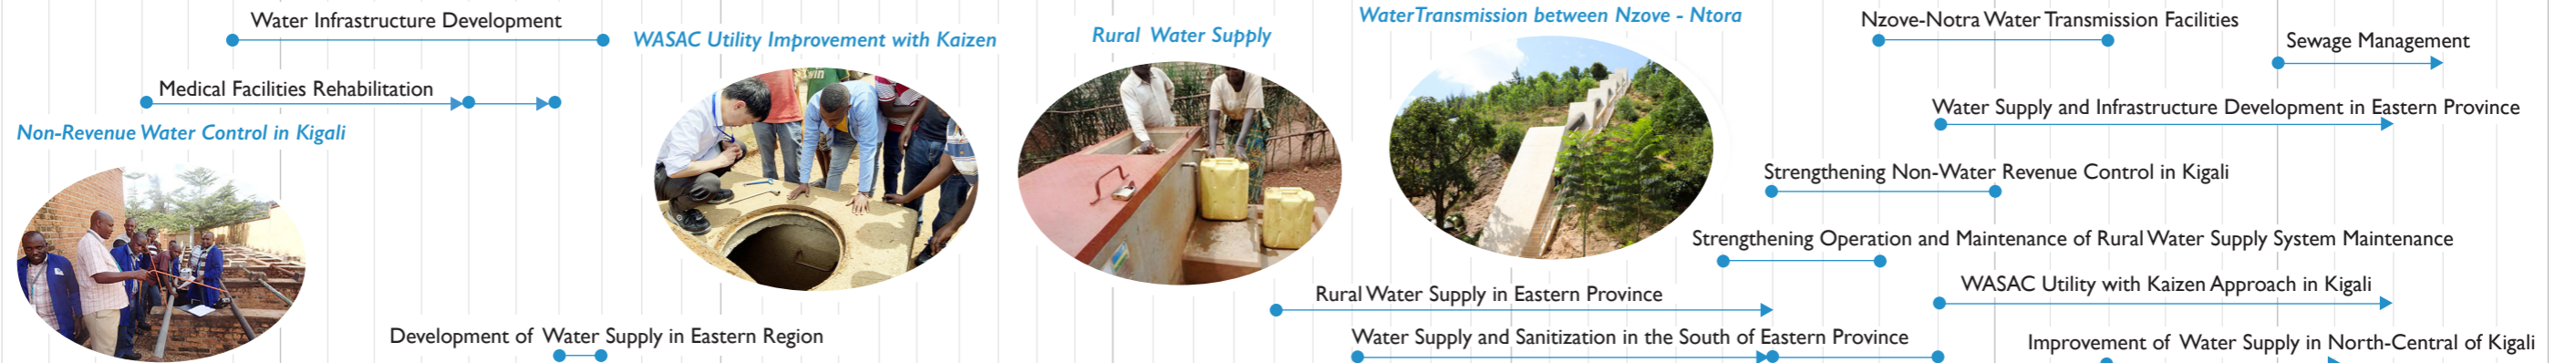 Water Infrastructure Development
Medical Facilities Rehabilitation
Non-Revenue Water Control in Kigali
WASAC Utility Improvement with Kaizen
Rural Water Supply
WaterTransmission between Nzove - Ntora
Nzove-Notra Water Transmission Facilities
Sewage Management
Water Supply and Infrastructure Development in Eastern Province
Strengthening Non-Water Revenue Control in Kigali
Strengthening Operation and Maintenance of Rural Water Supply System Maintenance
WASAC Utility with Kaizen Approach in Kigali
Rural Water Supply in Eastern Province
Development of Water Supply in Eastern Region
Water Supply and Sanitization in the South of Eastern Province
Improvement of Water Supply in North-Central of Kigali